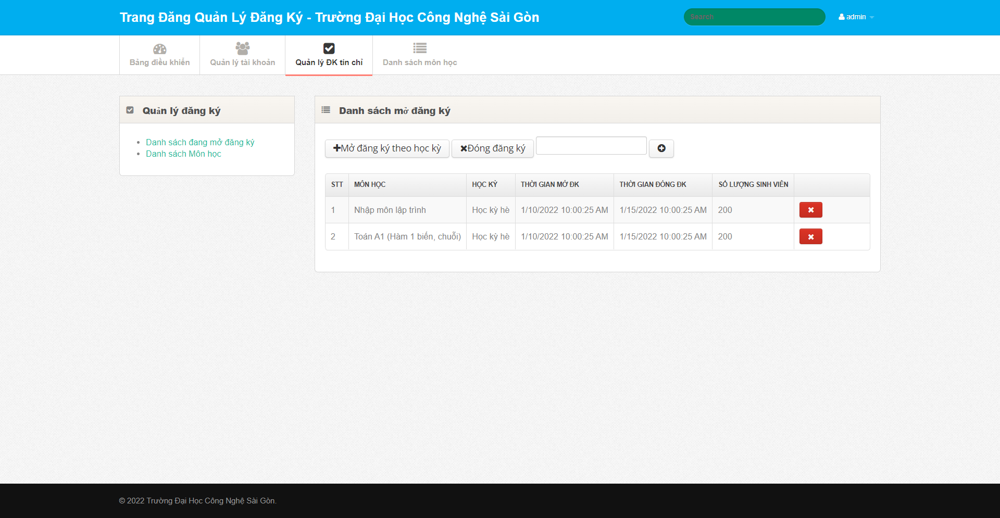 Trang Đăng Quản Lý Đăng Ký - Trường Đại Học Công Nghệ Sài Gòn
Search
admin
Bảng điều khiển
Quản lý tài khoản
Quản lý ĐK tín chỉ
Danh sách môn học
Quản lý đăng ký
Danh sách đang mở đăng ký
Danh sách Môn học
Danh sách mở đăng ký
Mở đăng ký theo học kỳ
Đóng đăng ký
STT MÔN HỌC HỌC KỲ THỜI GIAN MỞ ĐK THỜI GIAN ĐÓNG ĐK SỐ LƯỢNG SINH VIÊN
1 Nhập môn lập trình Học kỳ hè 1/10/2022 10:00:25 AM 1/15/2022 10:00:25 AM 200
2 Toán A1 (Hàm 1 biến, chuỗi) Học kỳ hè 1/10/2022 10:00:25 AM 1/15/2022 10:00:25 AM 200
© 2022 Trường Đại Học Công Nghệ Sài Gòn.